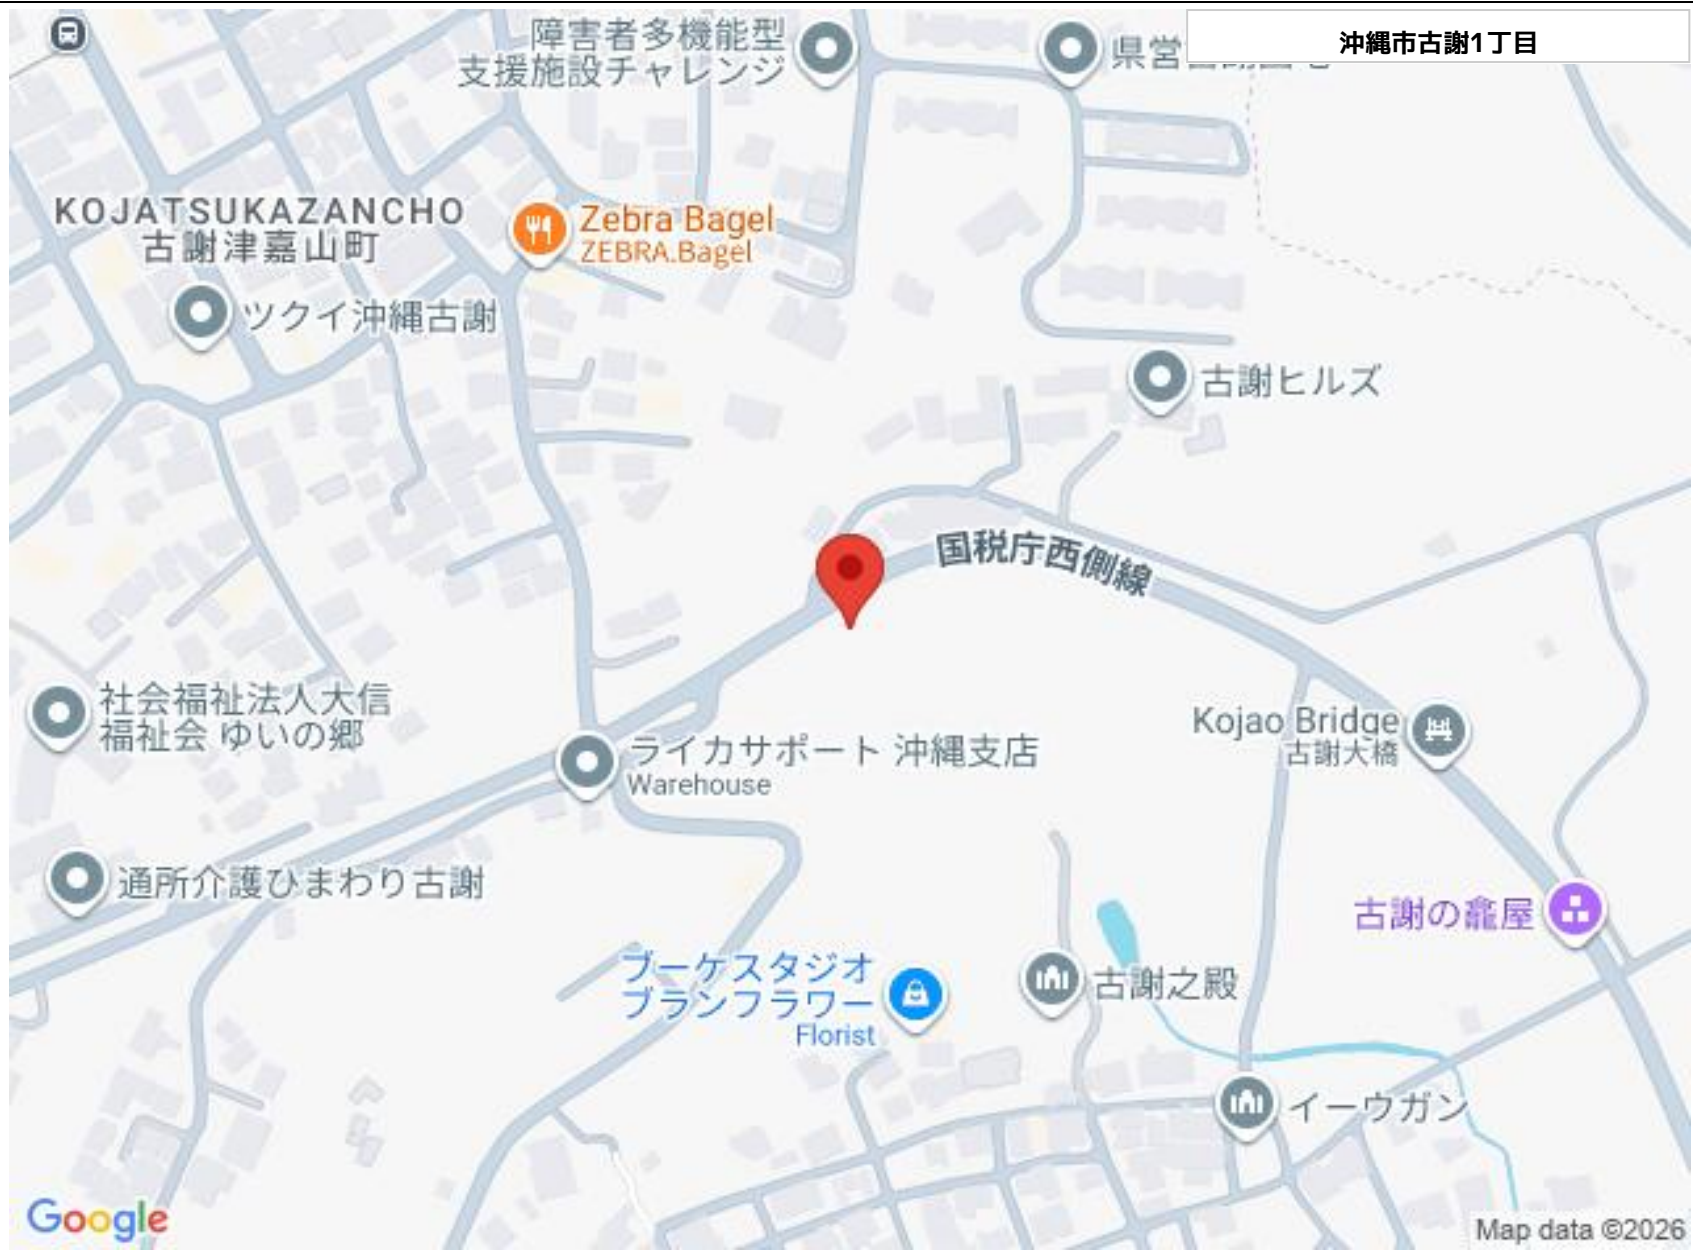 沖縄市古謝1丁目
障害者多機能型
支援施設チャレンジ
県営
KOJATSUKAZANCHO
古謝津嘉山町
Zebra Bagel
ZEBRA.Bagel
ツクイ沖縄古謝
古謝ヒルズ
国税庁西側線
社会福祉法人大信
福祉会 ゆいの郷
Kojao Bridge
古謝大橋
ライカサポート 沖縄支店
Warehouse
通所介護ひまわり古謝
古謝の龕屋
ブーケスタジオ
ブランフラワー
Florist
古謝之殿
イーウガン
Google
Map data ©2026